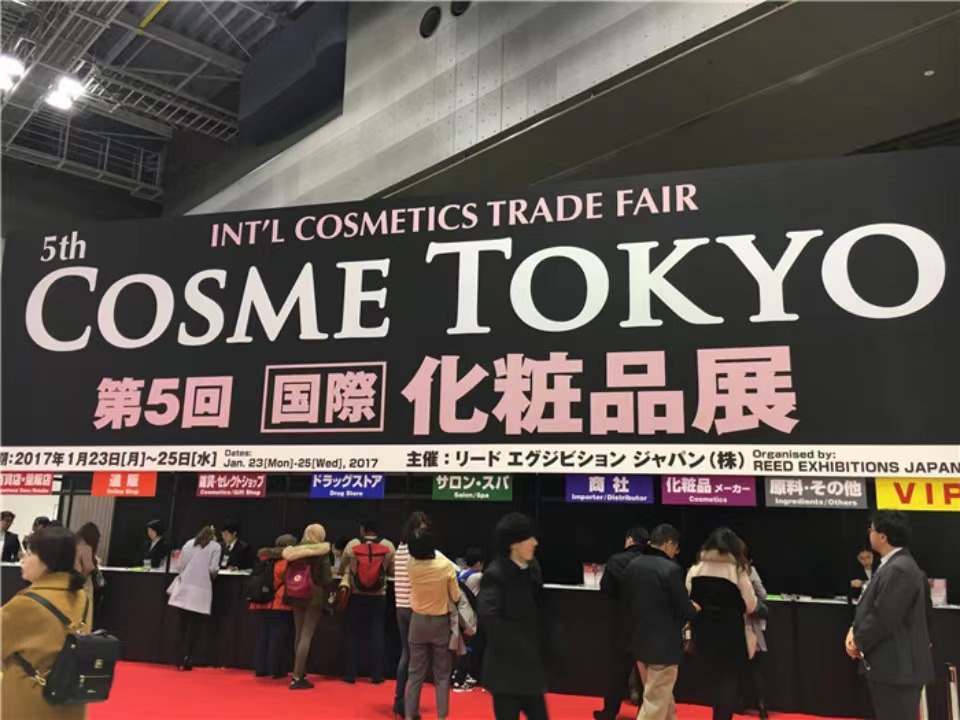 INT'L COSMETICS TRADE FAIR
5th
COSME TOKYO
第5回 国際 化粧品展
期:2017年1月23日[月]~25日[水] Dates: Jan. 23[Mon]-25[Wed], 2017 主催:リード エグジビション ジャパン(株) Organised by: REED EXHIBITIONS JAPAN
通販
Online Shop
雑貨・セレクトショップ
Cosmetics/Gift Shop
ドラッグストア
Drug Store
サロン・スパ
Salon/Spa
商社
Importer/Distributor
化粧品メーカー
Cosmetics
原料・その他
Ingredients/Others
VIP